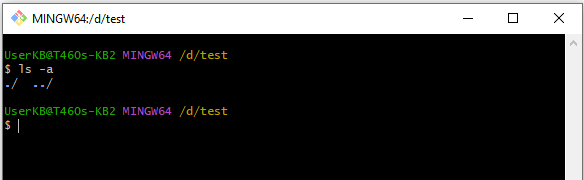 MINGW64:/d/test
UserKB@T460s-KB2 MINGW64 /d/test
$ ls -a
./  ../
UserKB@T460s-KB2 MINGW64 /d/test
$